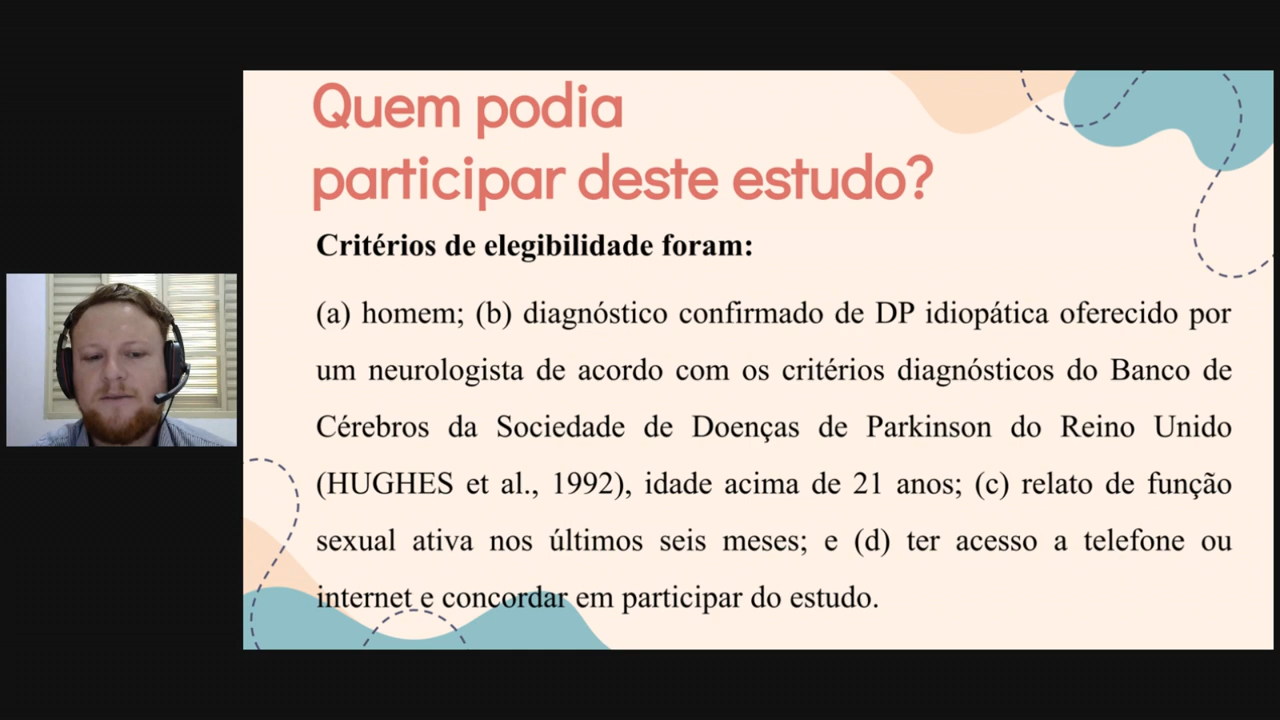 Quem podia
participar deste estudo?
Critérios de elegibilidade foram:
(a) homem; (b) diagnóstico confirmado de DP idiopática oferecido por
um neurologista de acordo com os critérios diagnósticos do Banco de
Cérebros da Sociedade de Doenças de Parkinson do Reino Unido
(HUGHES et al., 1992), idade acima de 21 anos; (c) relato de função
sexual ativa nos últimos seis meses; e (d) ter acesso a telefone ou
internet e concordar em participar do estudo.